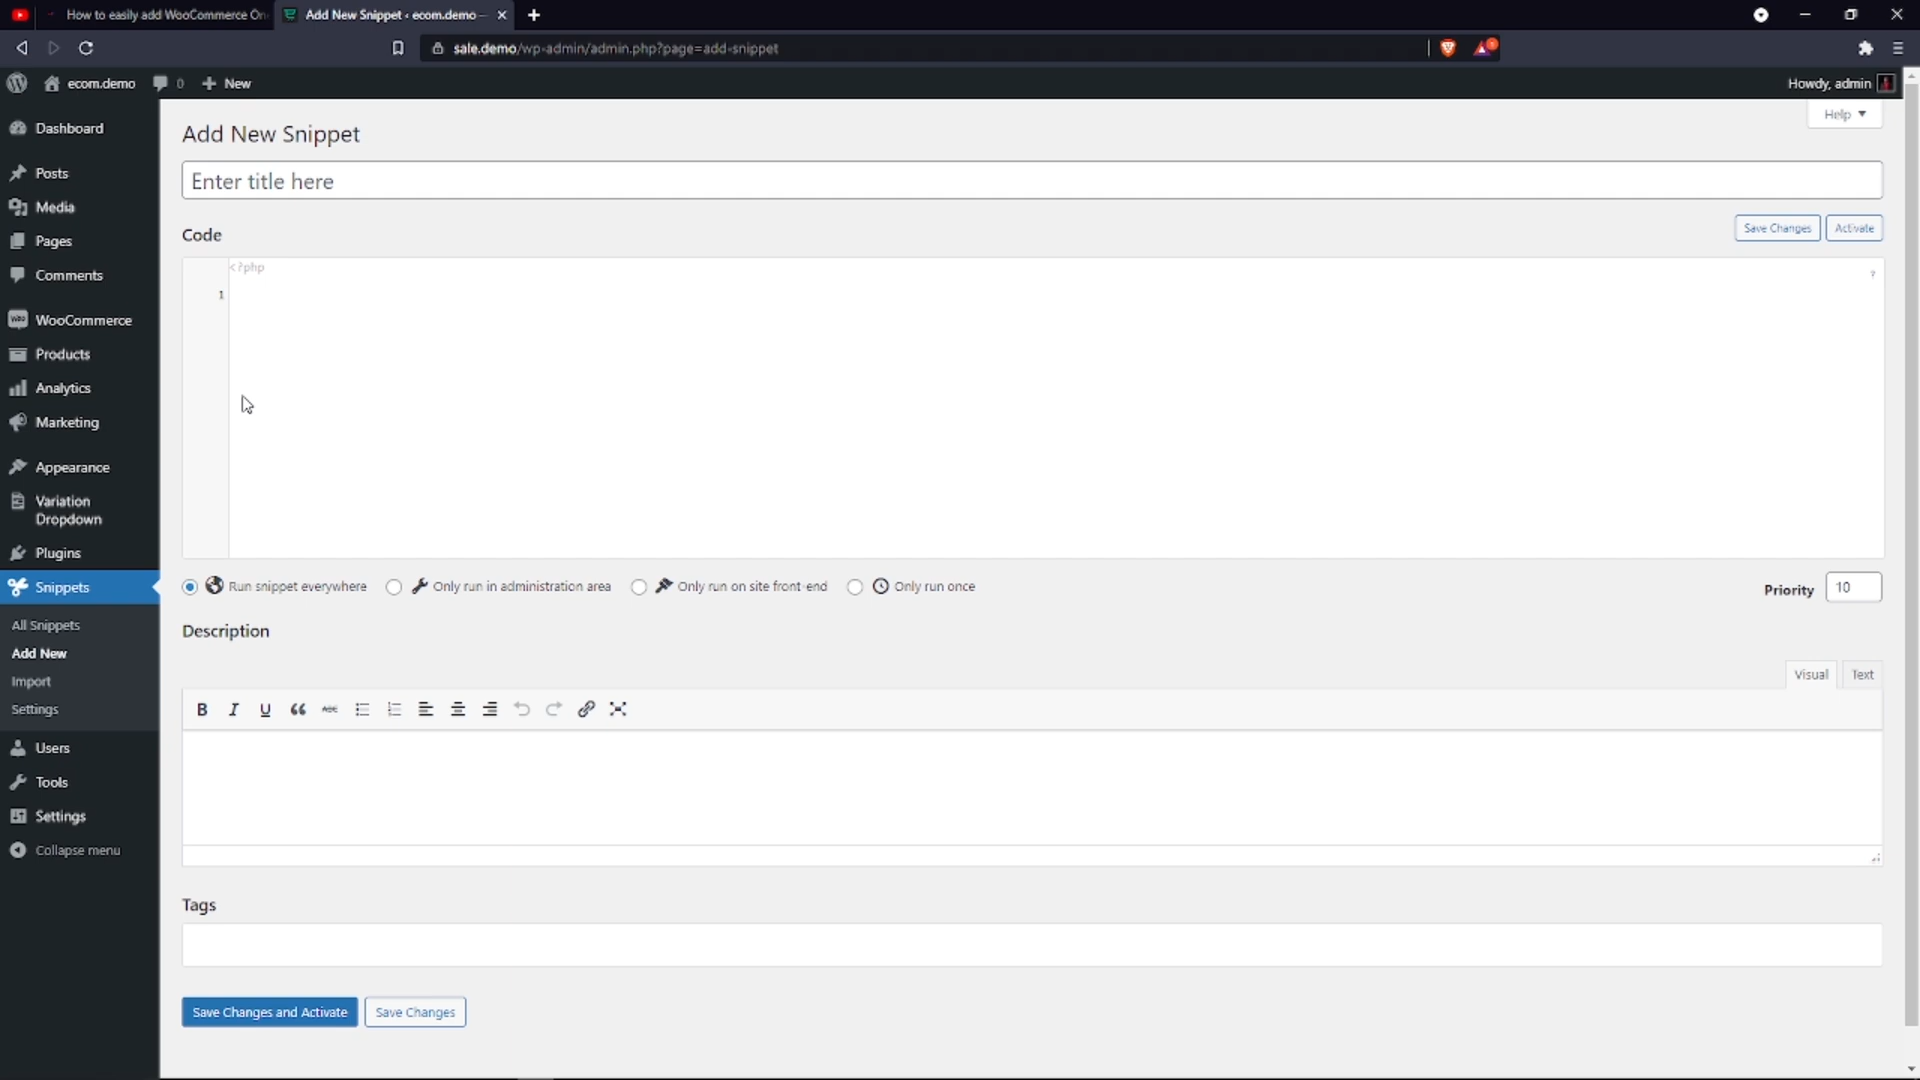 How to easily add WooCommerce On
Add New Snippet ‹ ecom.demo —
sale.demo/wp-admin/admin.php?page=add-snippet
ecom.demo
0
New
Howdy, admin
Help
Dashboard
Posts
Media
Pages
Comments
WooCommerce
Products
Analytics
Marketing
Appearance
Variation
Dropdown
Plugins
Snippets
All Snippets
Add New
Import
Settings
Users
Tools
Settings
Collapse menu
Add New Snippet
Enter title here
Code
Save Changes
Activate
<?php
?
1
Run snippet everywhere
Only run in administration area
Only run on site front-end
Only run once
Priority
10
Description
Visual
Text
B I U ABC
Tags
Save Changes and Activate
Save Changes